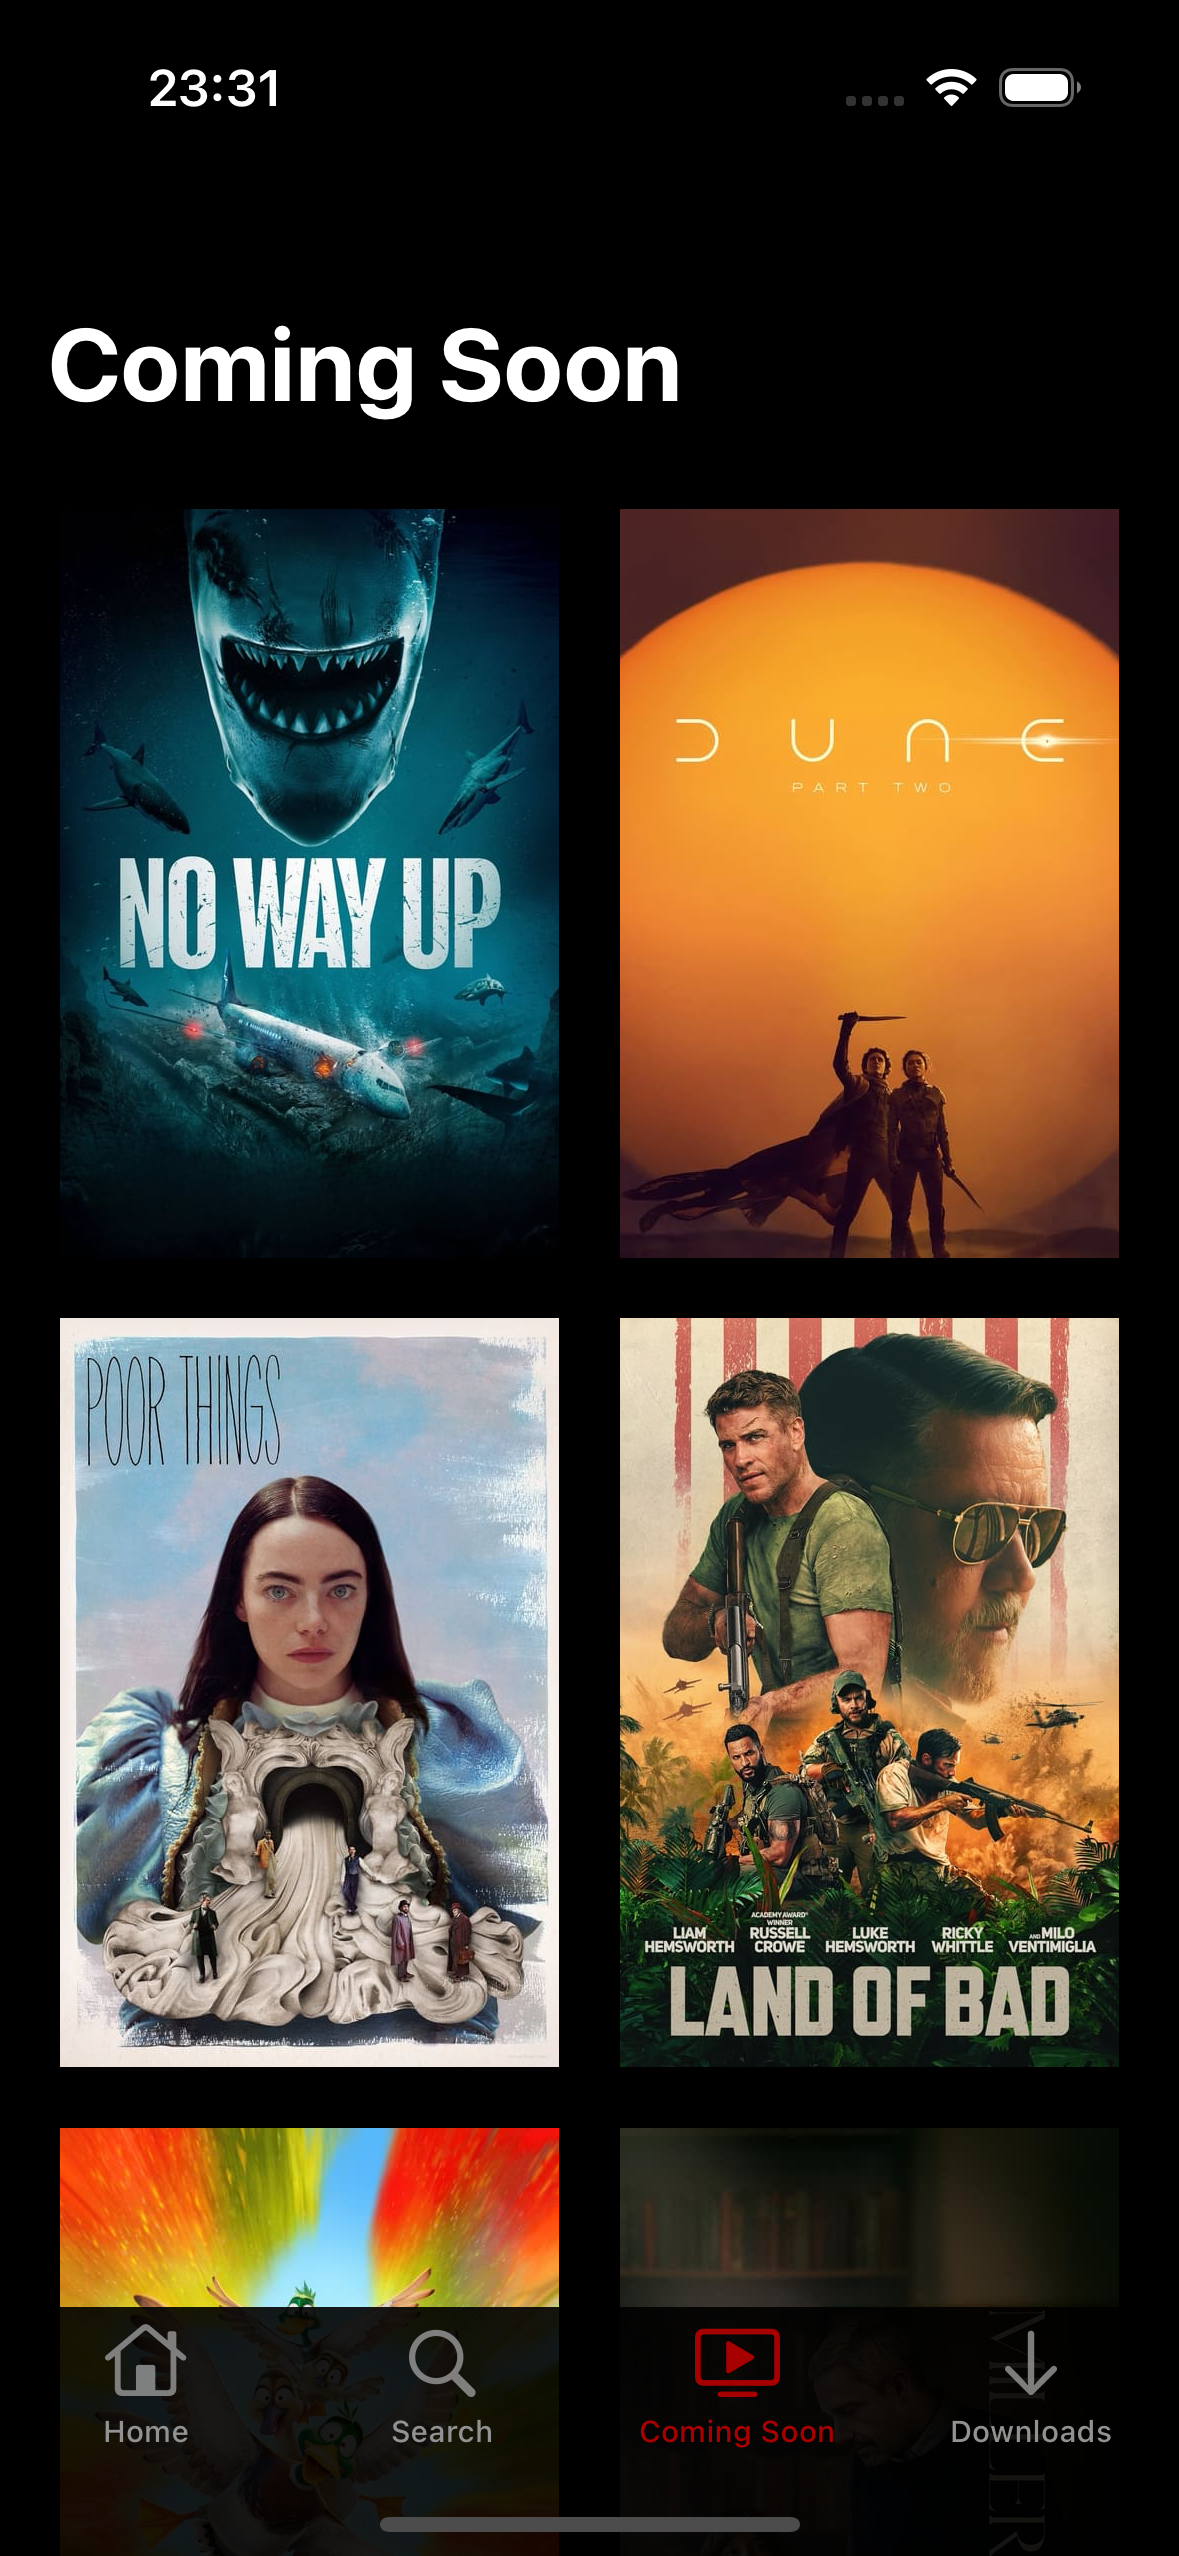 23:31
Coming Soon
NO WAY UP
DUNE
PART TWO
POOR THINGS
LIAM HEMSWORTH
ACADEMY AWARD® WINNER
RUSSELL CROWE
LUKE HEMSWORTH
RICKY WHITTLE
AND MILO VENTIMIGLIA
LAND OF BAD
MILLER
Home
Search
Coming Soon
Downloads